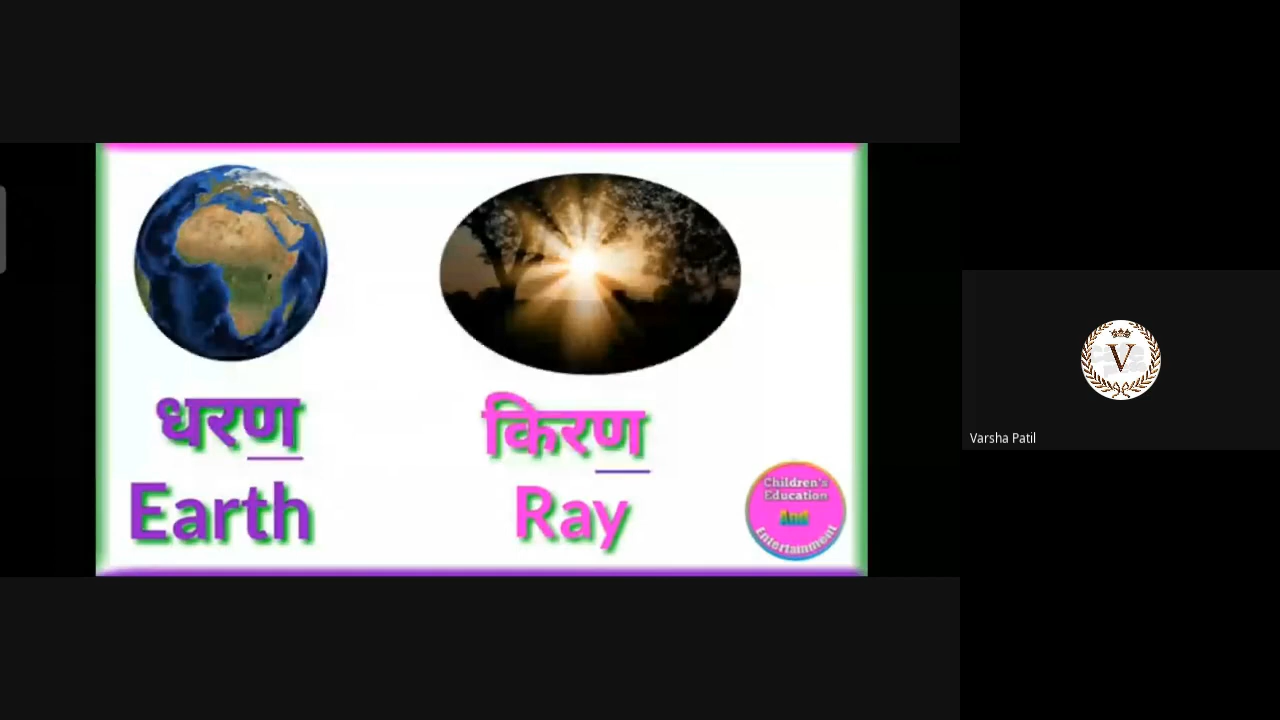 धरण
Earth
किरण
Ray
Children's
Education
And
Entertainment
Varsha Patil
V